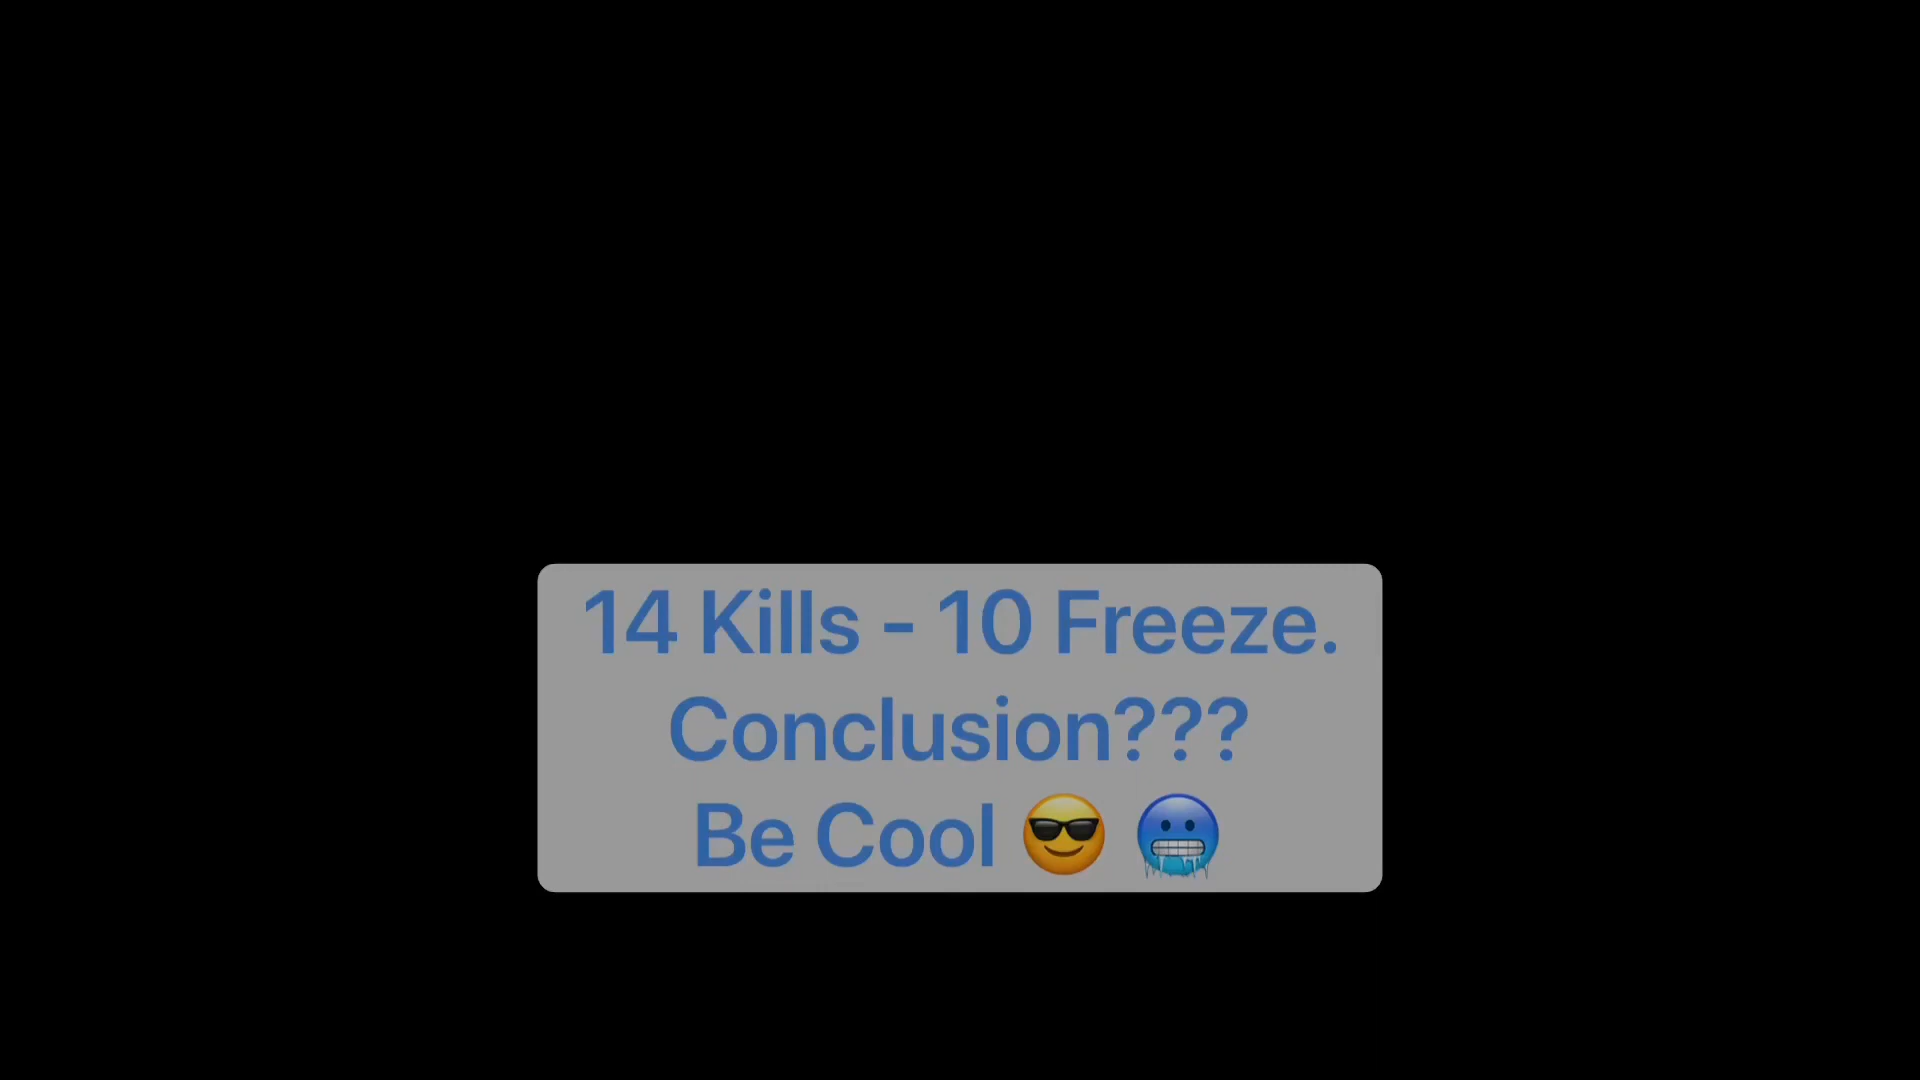 14 Kills - 10 Freeze.
Conclusion???
Be Cool 😎 🥶